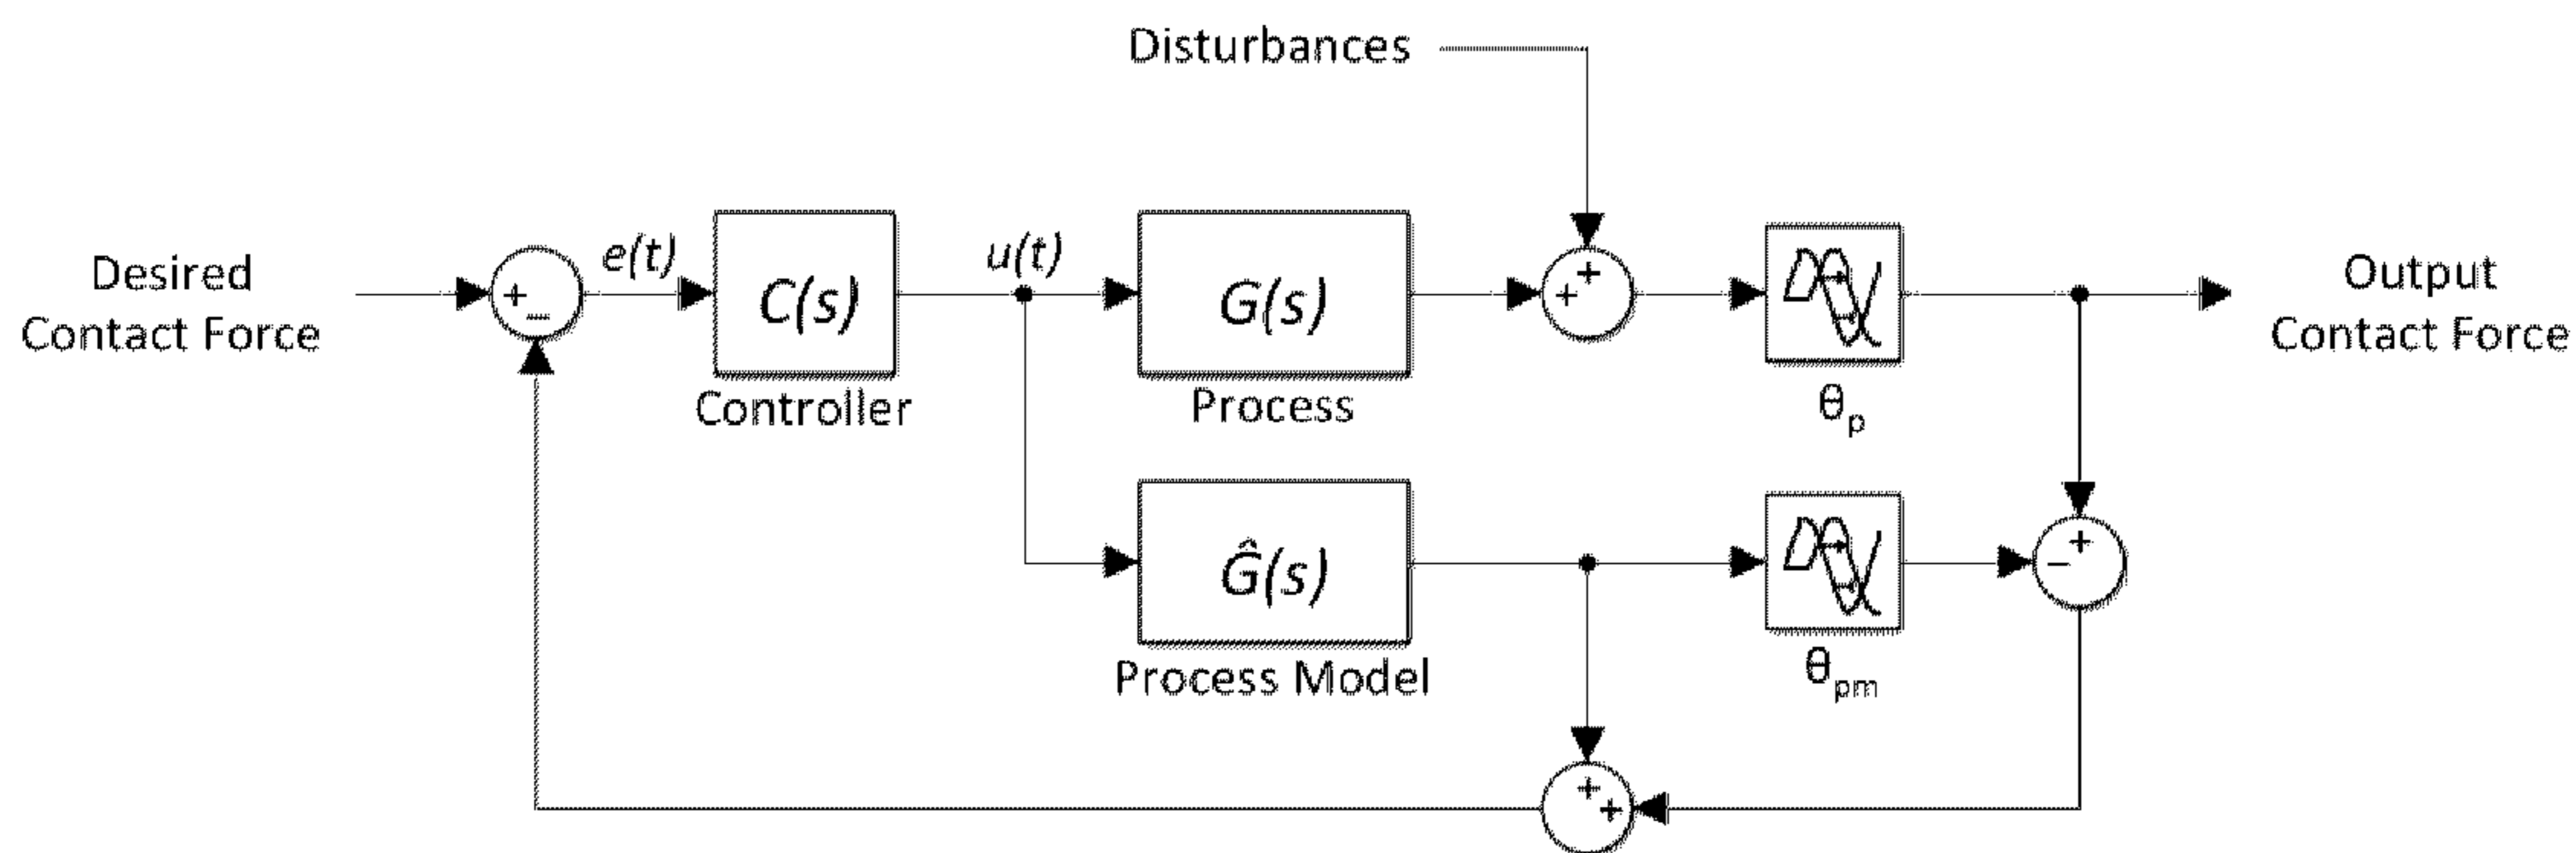 Disturbances
Desired
Contact Force
+
−
e(t)
C(s)
Controller
u(t)
G(s)
Process
+
+
θp
Output
Contact Force
Ĝ(s)
Process Model
θpm
+
−
+
+